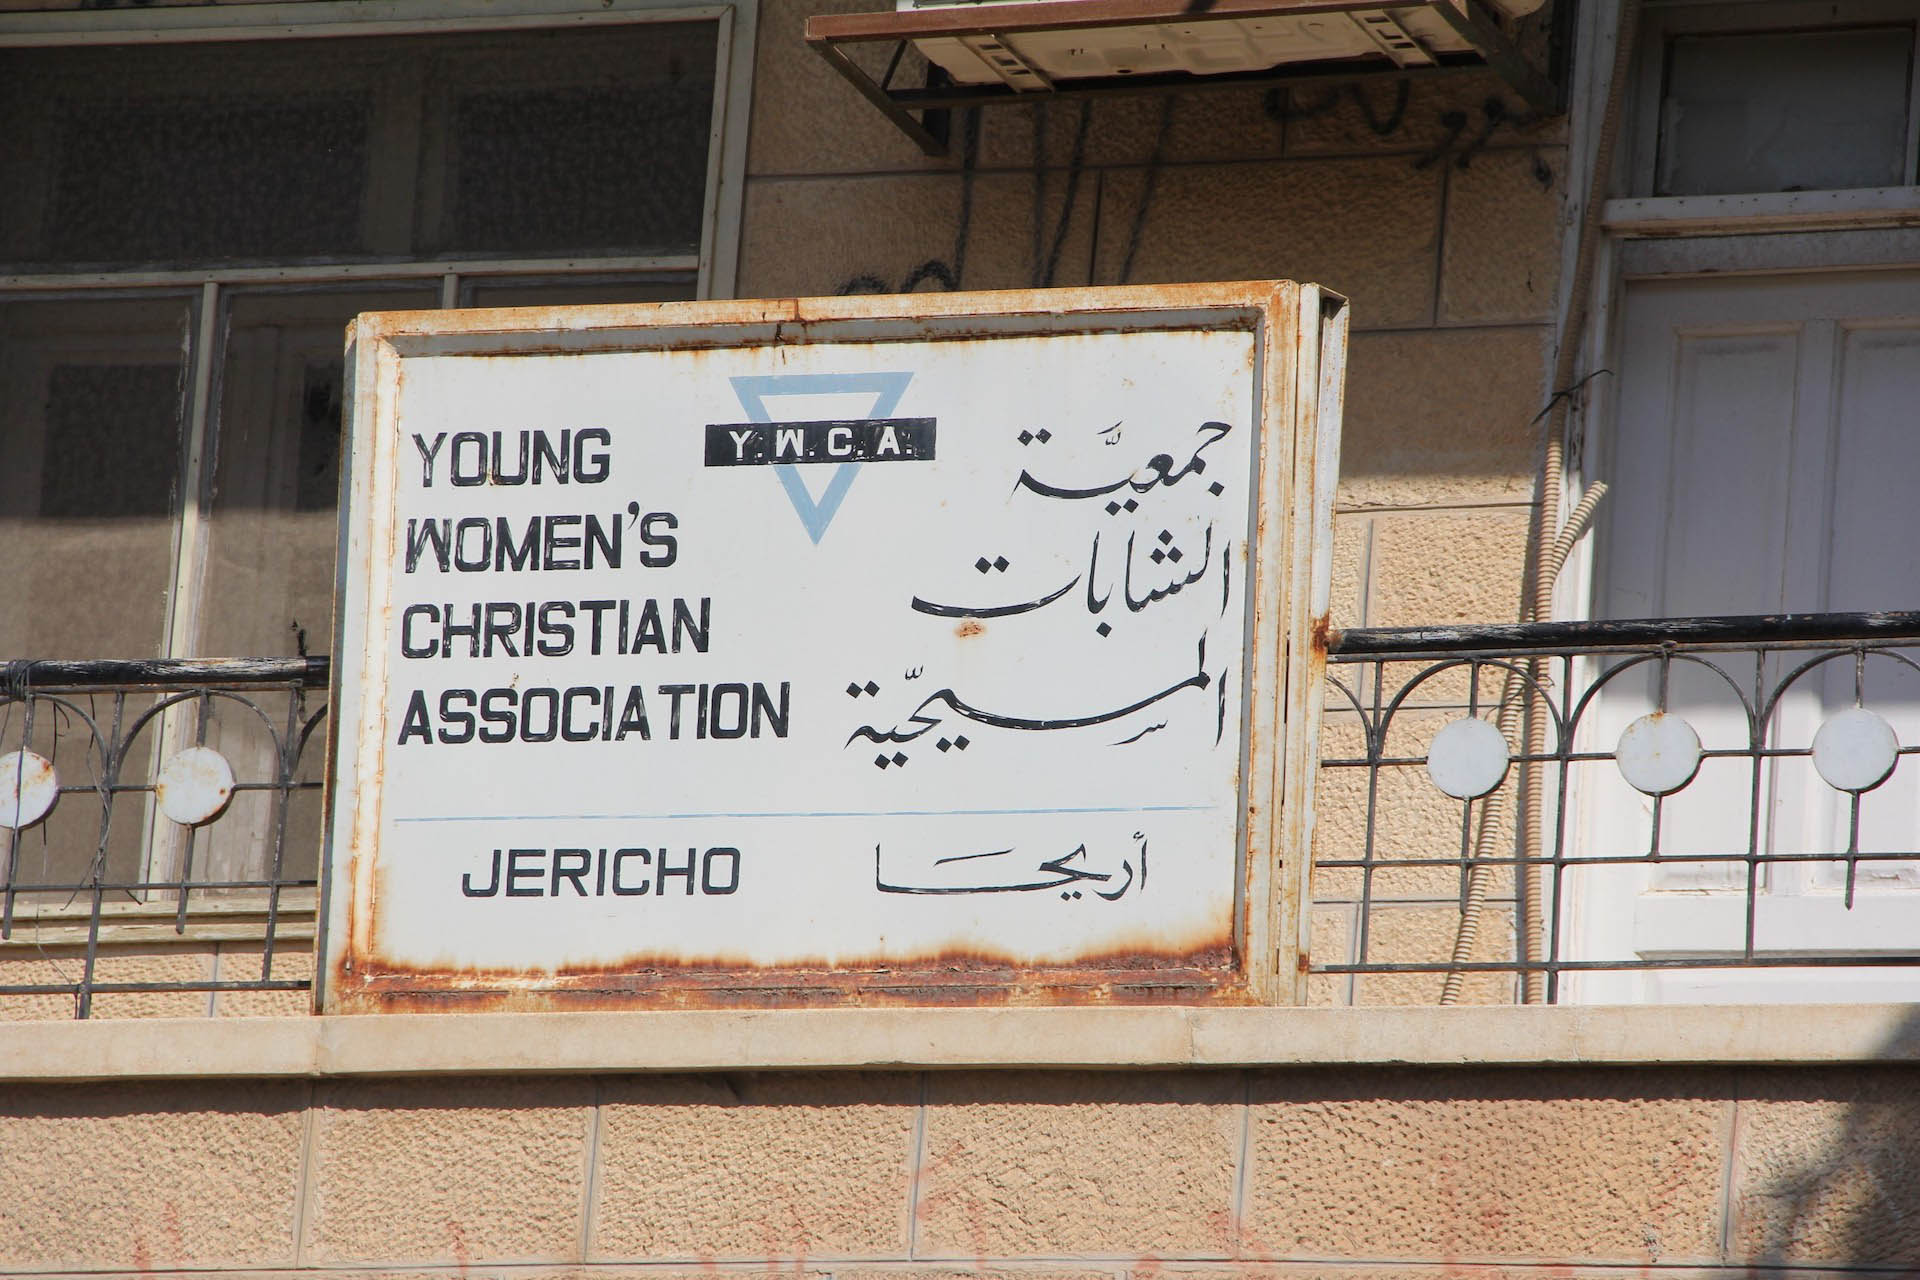 Y.W.C.A.
YOUNG
WOMEN'S
CHRISTIAN
ASSOCIATION
جمعيّة
الشابات
المسيحيّة
JERICHO
أريحا